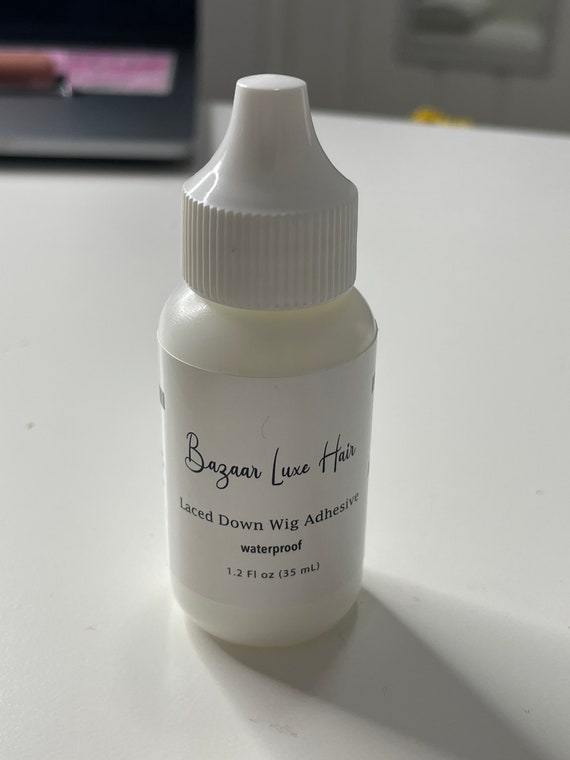 Bazaar Luxe Hair
Laced Down Wig Adhesive
waterproof
1.2 Fl oz (35 mL)